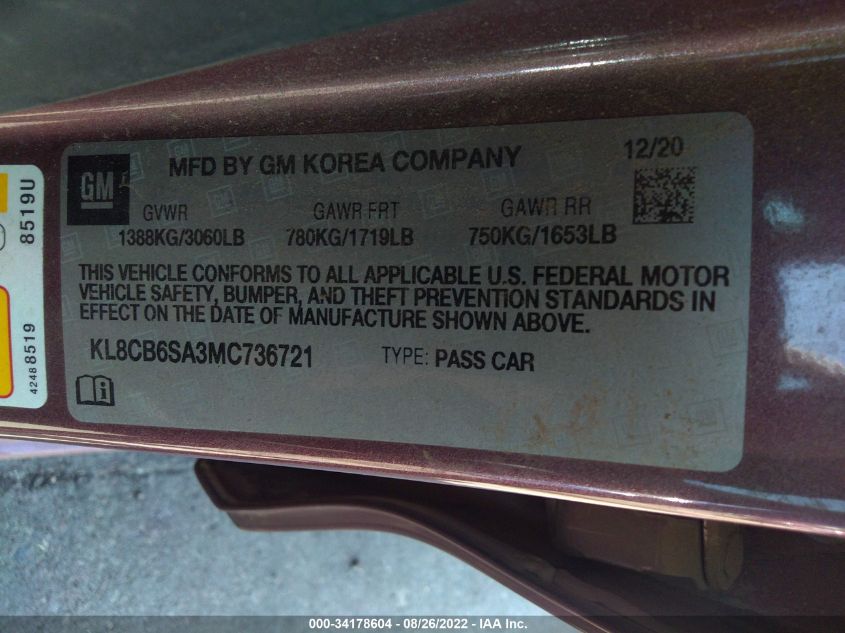 MFD BY GM KOREA COMPANY
12/20
GM
GVWR GAWR FRT GAWR RR
1388KG/3060LB 780KG/1719LB 750KG/1653LB
THIS VEHICLE CONFORMS TO ALL APPLICABLE U.S. FEDERAL MOTOR
VEHICLE SAFETY, BUMPER, AND THEFT PREVENTION STANDARDS IN
EFFECT ON THE DATE OF MANUFACTURE SHOWN ABOVE.
KL8CB6SA3MC736721 TYPE: PASS CAR
8519U
4248 8519
000-34178604 - 08/26/2022 - IAA Inc.